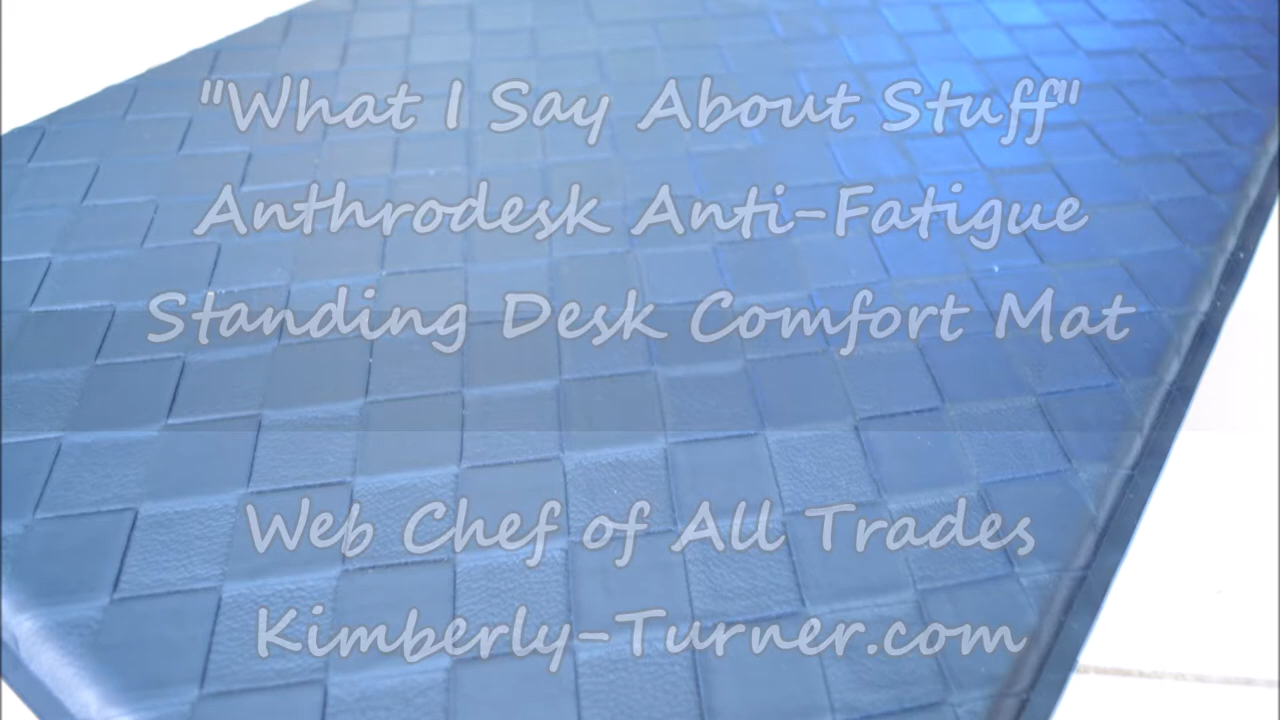 "What I Say About Stuff"
Anthrodesk Anti-Fatigue
Standing Desk Comfort Mat
Web Chef of All Trades
Kimberly-Turner.com